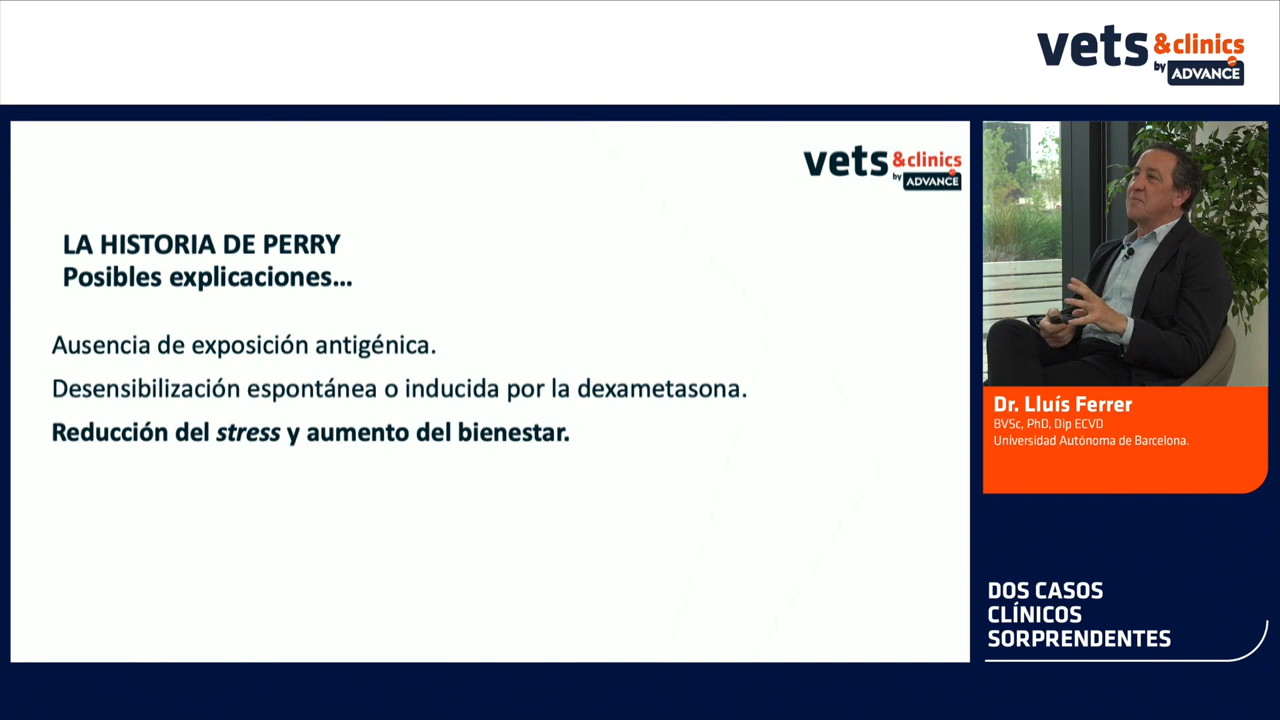 vets &clinics
by ADVANCE
vets &clinics
by ADVANCE
LA HISTORIA DE PERRY
Posibles explicaciones...
Ausencia de exposición antigénica.
Desensibilización espontánea o inducida por la dexametasona.
Reducción del stress y aumento del bienestar.
Dr. Lluís Ferrer
BVSc, PhD, Dip ECVD
Universidad Autónoma de Barcelona.
DOS CASOS
CLÍNICOS
SORPRENDENTES